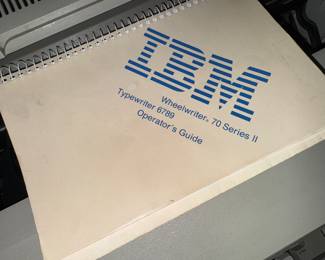 IBM
Wheelwriter® 70 Series II
Typewriter 6789
Operator's Guide